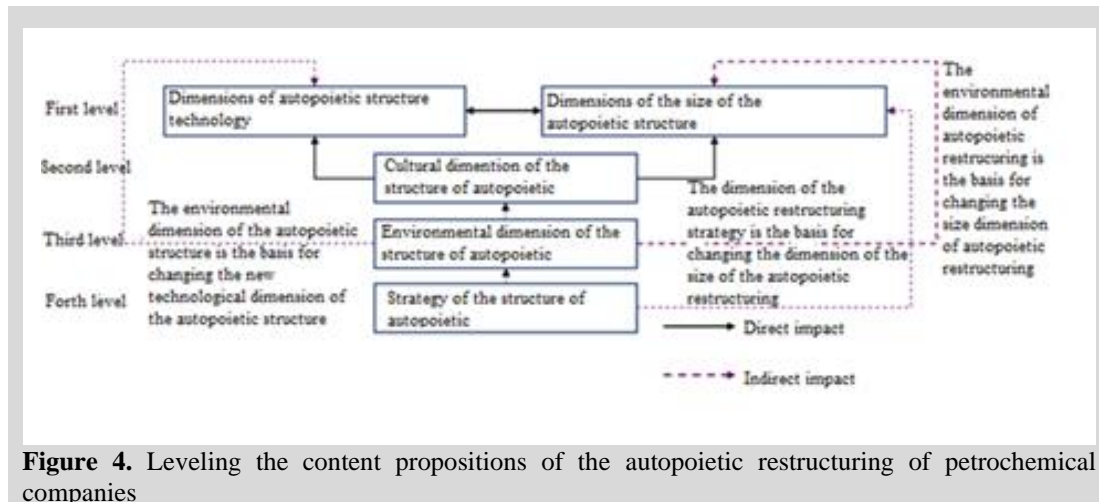 First level
Dimensions of autopoietic structure
technology
Dimensions of the size of the
autopoietic structure
The
environmental
dimension of
autopoietic
restrucuring is
the basis for
changing the
size dimension
of autopoietic
restructuring
Second level
Cultural dimention of the
structure of autopoietic
The environmental
dimension of the autopoietic
structure is the basis for
changing the new
technological dimension of
the autopoietic structure
The dimension of the
autopoietic restructuring
strategy is the basis for
changing the dimension of the
size of the autopoietic
restructuring
Third level
Environmental dimension of the
structure of autopoietic
Forth level
Strategy of the structure of
autopoietic
Direct impact
Indirect impact
Figure 4. Leveling the content propositions of the autopoietic restructuring of petrochemical
companies